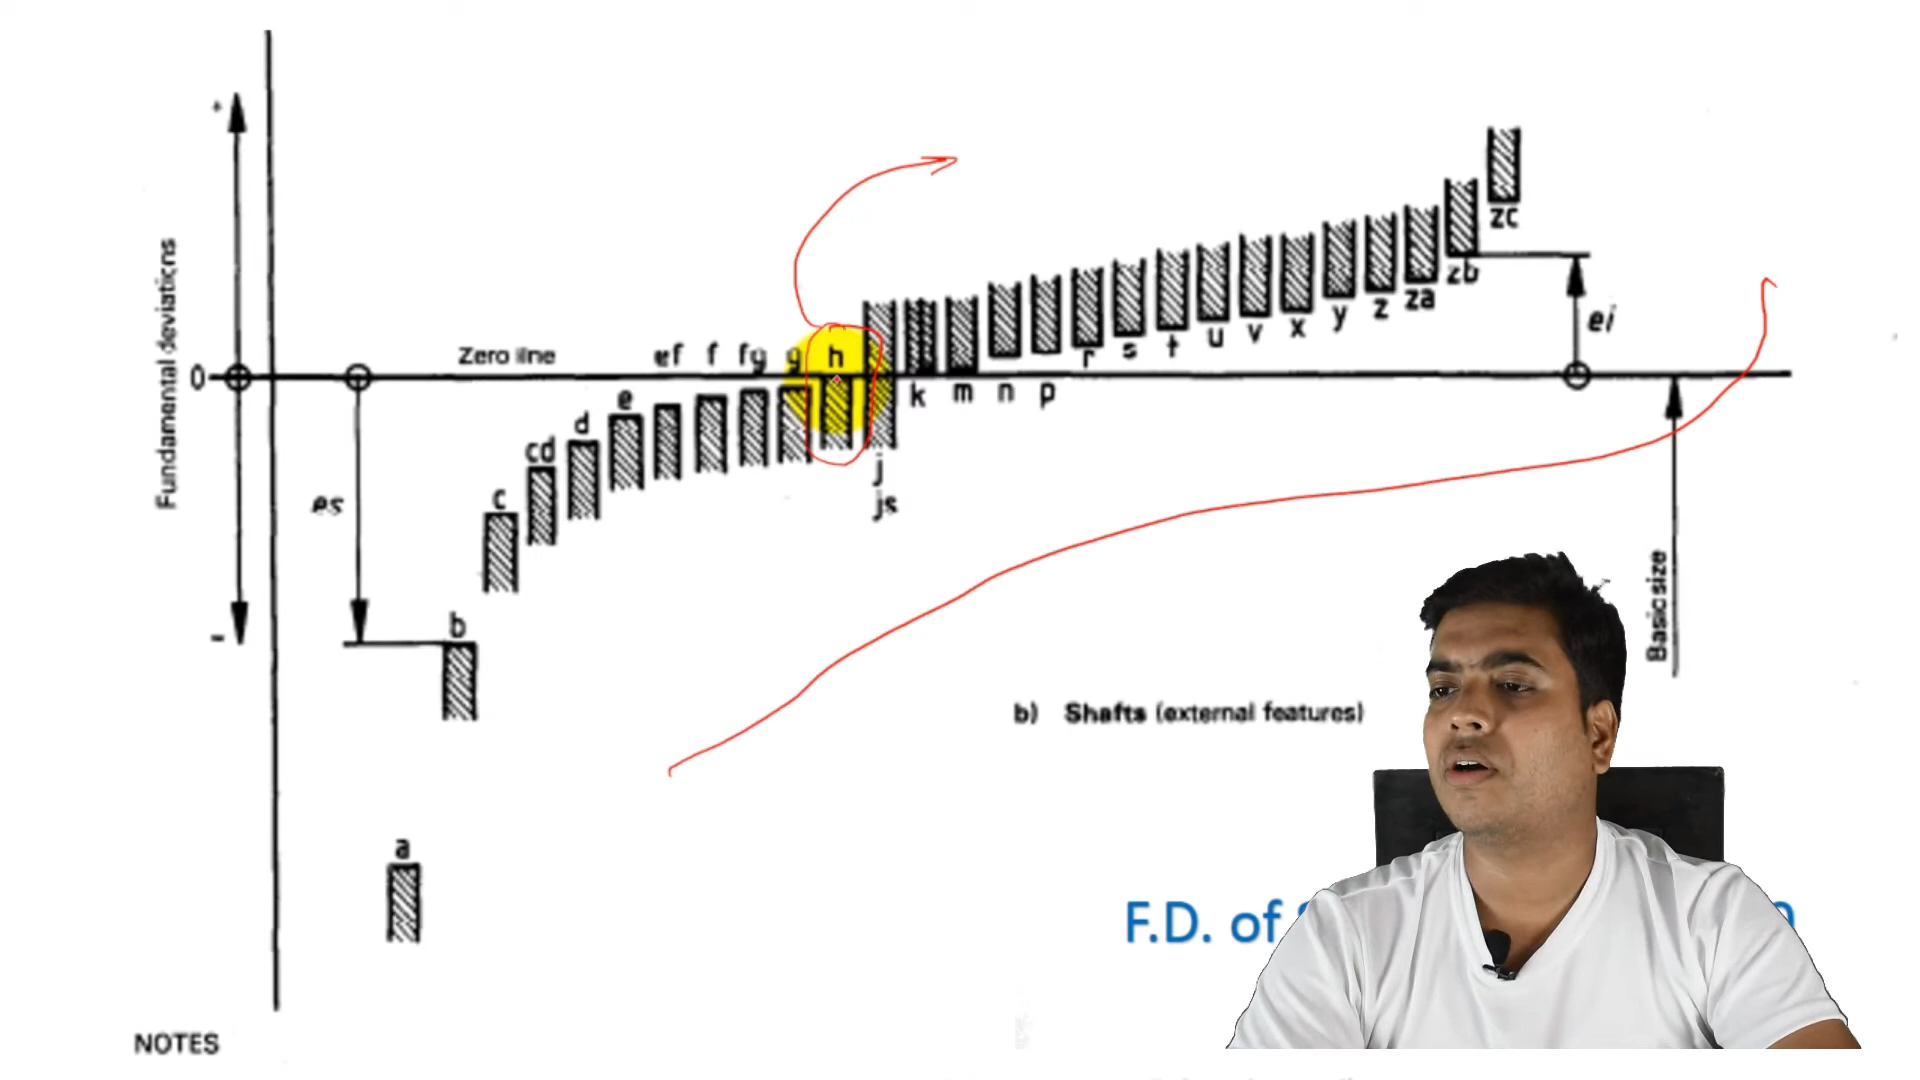 +
Fundamental deviations
0
-
Zero line
es
a
b
c
cd
d
e
ef
f
fg
g
h
j
js
k
m
n
p
r
s
t
u
v
x
y
z
za
zb
zc
ei
Basic size
b) Shafts (external features)
F.D. of
NOTES